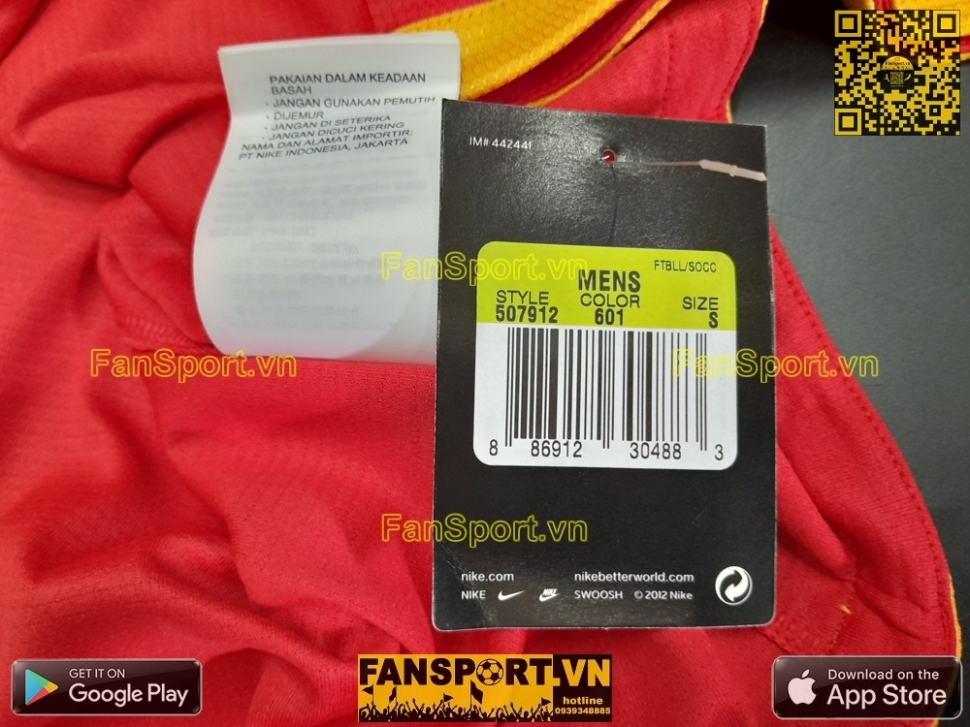 PAKAIAN DALAM KEADAAN
BASAH
- JANGAN GUNAKAN PEMUTIH
- DIJEMUR
- JANGAN DI SETERIKA
- JANGAN DICUCI KERING
NAMA DAN ALAMAT IMPORTIR:
PT NIKE INDONESIA, JAKARTA
IM# 442441
FanSport.vn
FTBLL/SOCC
MENS
STYLE COLOR SIZE
507912 601 S
FanSport.vn
FanSport.vn
8 86912 30488 3
FanSport.vn
nike.com nikebetterworld.com
NIKE NIKE SWOOSH © 2012 Nike
GET IT ON
Google Play
FANSPORT.VN
hotline
0939348885
Download on the
App Store